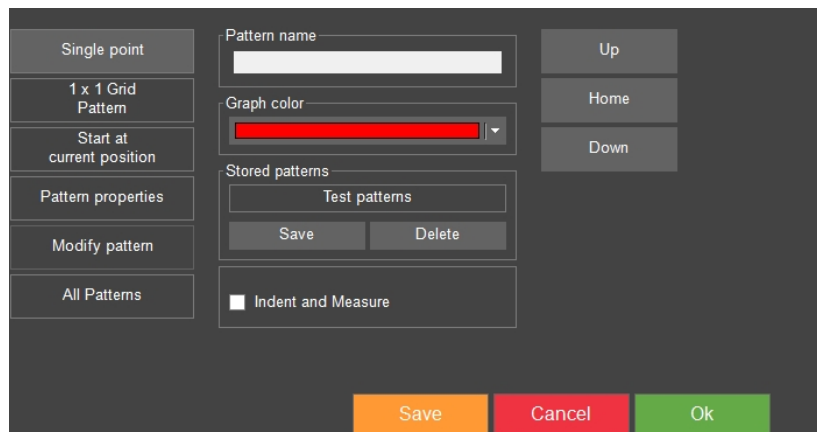 Single point
1 x 1 Grid
Pattern
Start at
current position
Pattern properties
Modify pattern
All Patterns
Pattern name
Graph color
Stored patterns
Test patterns
Save Delete
Indent and Measure
Up
Home
Down
Save Cancel Ok